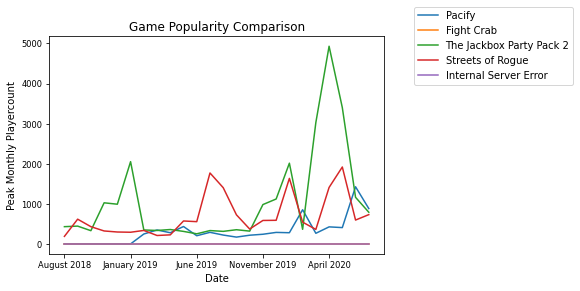 Game Popularity Comparison
Pacify
Fight Crab
The Jackbox Party Pack 2
Streets of Rogue
Internal Server Error
Peak Monthly Playercount
5000
4000
3000
2000
1000
0
August 2018 January 2019 June 2019 November 2019 April 2020
Date